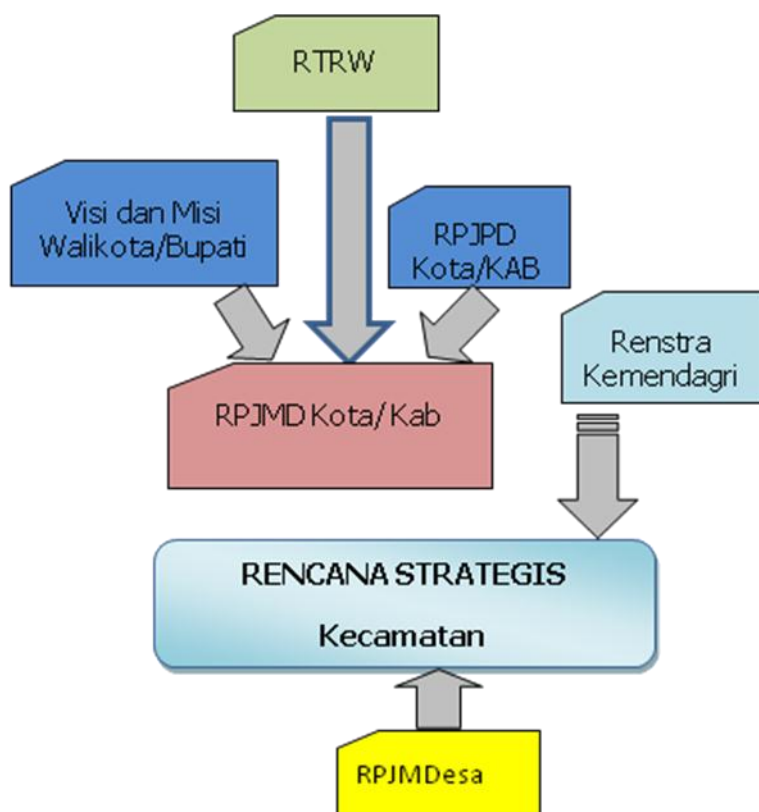 RTRW
Visi dan Misi
Walikota/Bupati
RPJPD
Kota/KAB
Renstra
Kemendagri
RPJMD Kota/ Kab
RENCANA STRATEGIS
Kecamatan
RPJMDesa